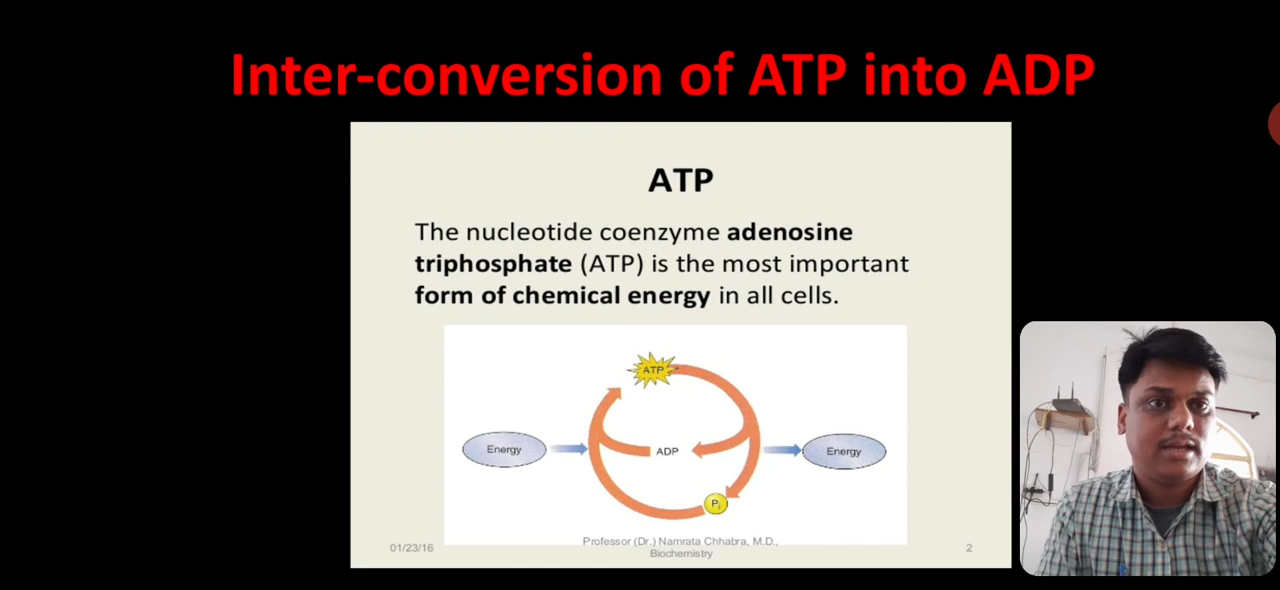 Inter-conversion of ATP into ADP
ATP
The nucleotide coenzyme adenosine
triphosphate (ATP) is the most important
form of chemical energy in all cells.
ATP
Energy
ADP
Energy
Pi
01/23/16
Professor (Dr.) Namrata Chhabra, M.D.,
Biochemistry
2